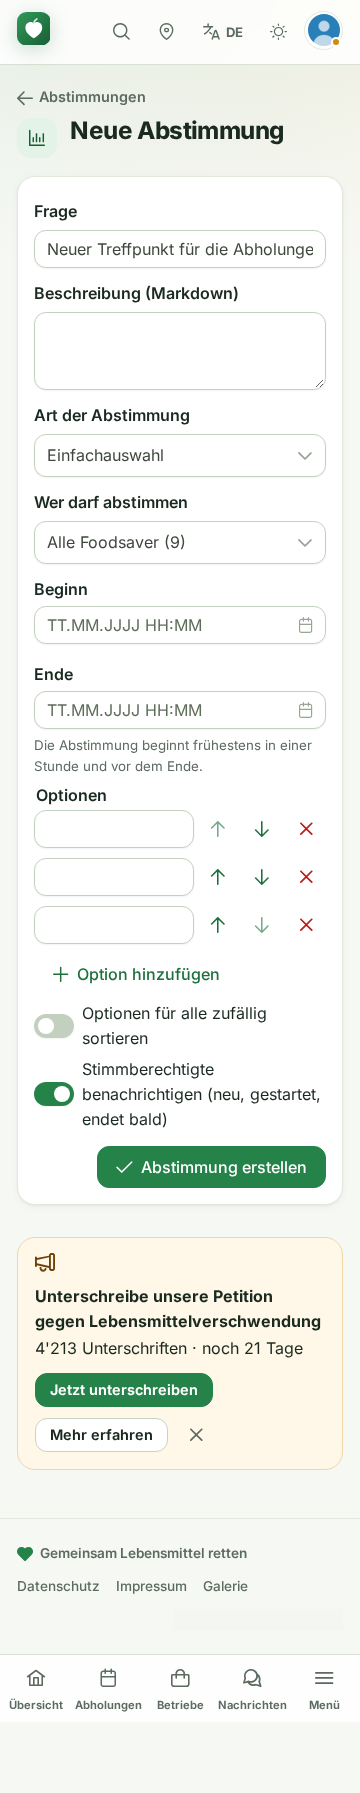 DE
Abstimmungen
Neue Abstimmung
Frage
Neuer Treffpunkt für die Abholunge
Beschreibung (Markdown)
Art der Abstimmung
Einfachauswahl
Wer darf abstimmen
Alle Foodsaver (9)
Beginn
TT.MM.JJJJ HH:MM
Ende
TT.MM.JJJJ HH:MM
Die Abstimmung beginnt frühestens in einer
Stunde und vor dem Ende.
Optionen
Option hinzufügen
Optionen für alle zufällig
sortieren
Stimmberechtigte
benachrichtigen (neu, gestartet,
endet bald)
Abstimmung erstellen
Unterschreibe unsere Petition
gegen Lebensmittelverschwendung
4'213 Unterschriften · noch 21 Tage
Jetzt unterschreiben
Mehr erfahren
Gemeinsam Lebensmittel retten
Datenschutz Impressum Galerie
Übersicht Abholungen Betriebe Nachrichten Menü